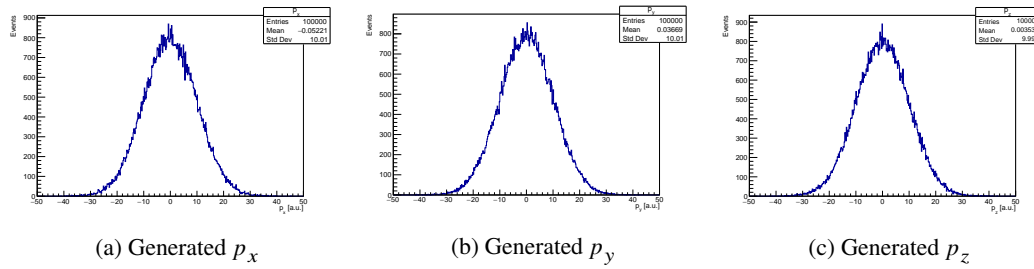 p_x
Entries 100000
Mean −0.05221
Std Dev 10.01
Events
900
800
700
600
500
400
300
200
100
0
−50 −40 −30 −20 −10 0 10 20 30 40 50
p_x [a.u.]
(a) Generated p_x
p_y
Entries 100000
Mean 0.03669
Std Dev 10.01
Events
800
700
600
500
400
300
200
100
0
−50 −40 −30 −20 −10 0 10 20 30 40 50
p_y [a.u.]
(b) Generated p_y
p_z
Entries
Mean
Std Dev
Events
900
800
700
600
500
400
300
200
100
0
−50 −40 −30 −20 −10 0 10 20 30 40 50
p_z [a.u.]
(c) Generated p_z